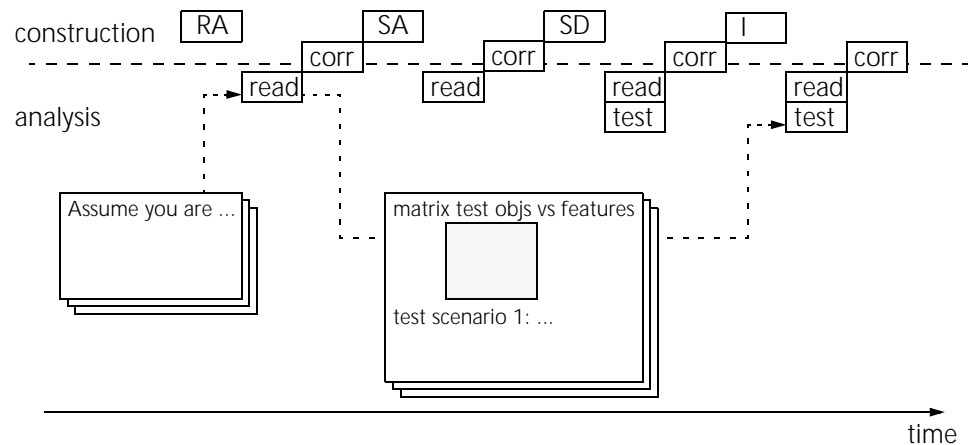 construction RA SA SD I
corr corr corr corr
read read read read
analysis test test
Assume you are ...
matrix test objs vs features
test scenario 1: ...
time